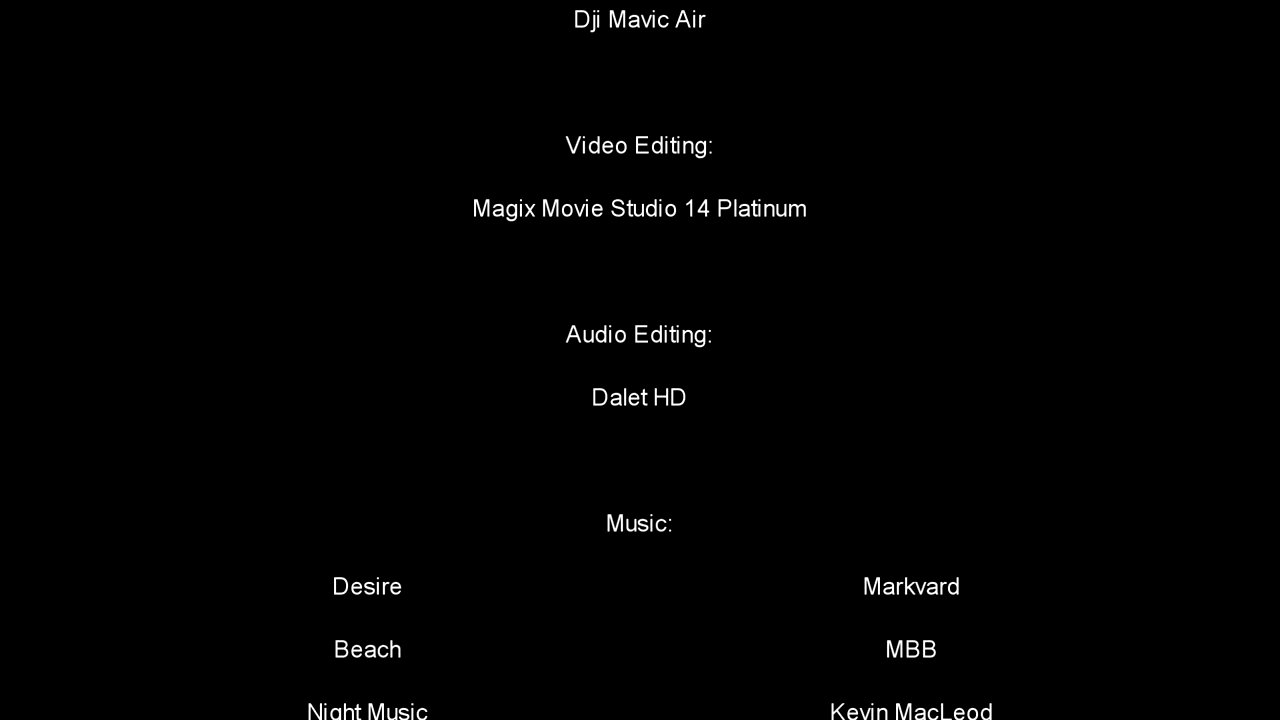 Dji Mavic Air
Video Editing:
Magix Movie Studio 14 Platinum
Audio Editing:
Dalet HD
Music:
Desire Markvard
Beach MBB
Night Music Kevin MacLeod